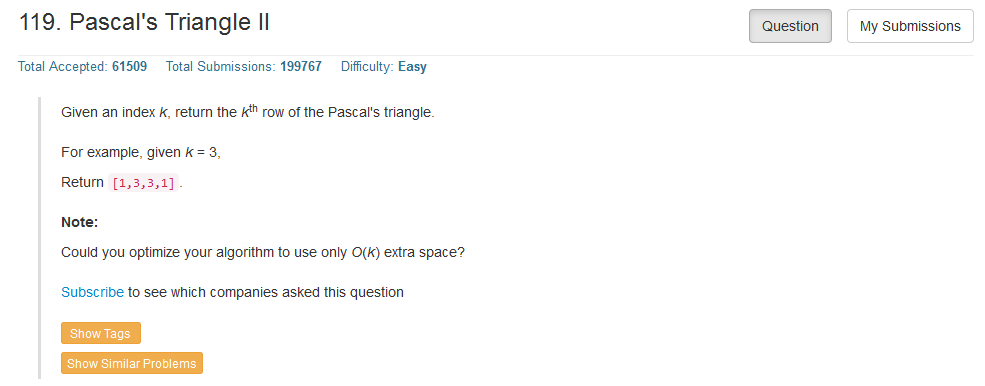 119. Pascal's Triangle II
Question
My Submissions
Total Accepted: 61509 Total Submissions: 199767 Difficulty: Easy
Given an index k, return the kth row of the Pascal's triangle.
For example, given k = 3,
Return [1,3,3,1].
Note:
Could you optimize your algorithm to use only O(k) extra space?
Subscribe to see which companies asked this question
Show Tags
Show Similar Problems